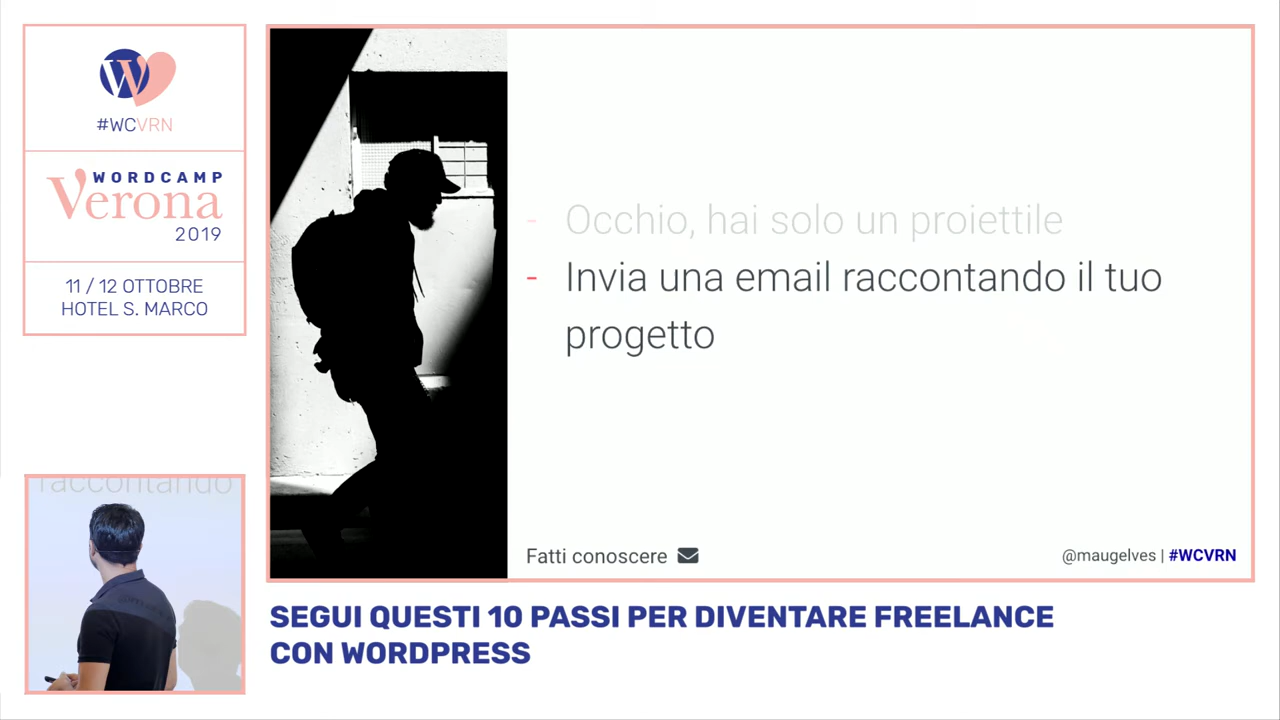 #WCVRN
WORDCAMP
Verona
2019
11 / 12 OTTOBRE
HOTEL S. MARCO
- Occhio, hai solo un proiettile
- Invia una email raccontando il tuo
progetto
Fatti conoscere
@maugelves | #WCVRN
raccontando
SEGUI QUESTI 10 PASSI PER DIVENTARE FREELANCE
CON WORDPRESS